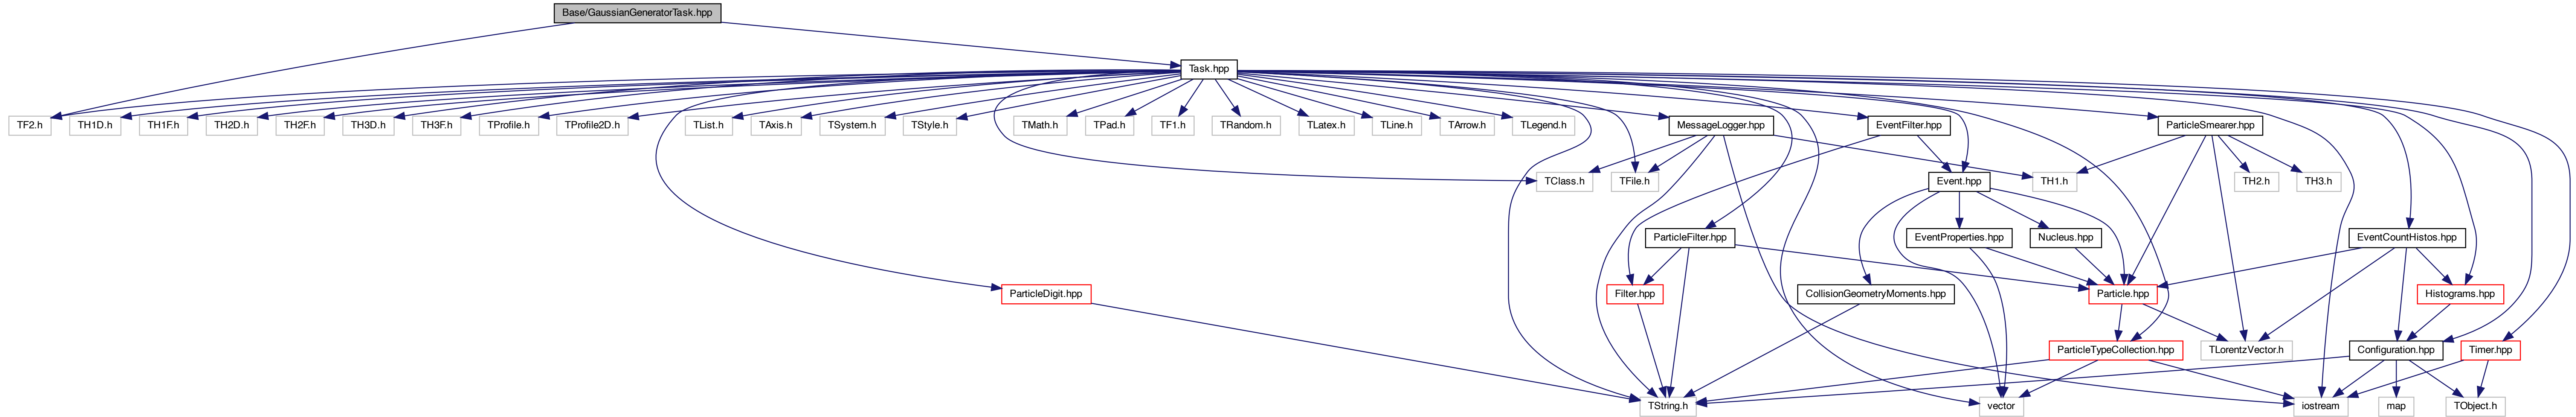 Base/GaussianGeneratorTask.hpp
Task.hpp
TF2.h
TH1D.h
TH1F.h
TH2D.h
TH2F.h
TH3D.h
TH3F.h
TProfile.h
TProfile2D.h
TList.h
TAxis.h
TSystem.h
TStyle.h
TMath.h
TPad.h
TF1.h
TRandom.h
TLatex.h
TLine.h
TArrow.h
TLegend.h
MessageLogger.hpp
EventFilter.hpp
ParticleSmearer.hpp
TClass.h
TFile.h
Event.hpp
TH1.h
TH2.h
TH3.h
ParticleFilter.hpp
EventProperties.hpp
Nucleus.hpp
EventCountHistos.hpp
ParticleDigit.hpp
Filter.hpp
CollisionGeometryMoments.hpp
Particle.hpp
Histograms.hpp
ParticleTypeCollection.hpp
TLorentzVector.h
Configuration.hpp
Timer.hpp
TString.h
vector
iostream
map
TObject.h